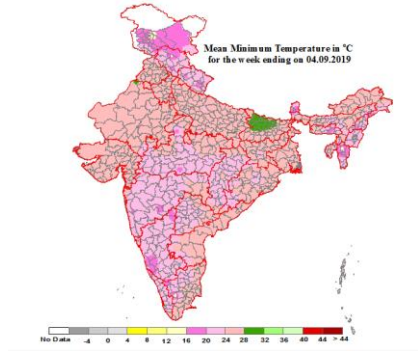 Mean Minimum Temperature in °C
for the week ending on 04.09.2019
No Data -4 0 4 8 12 16 20 24 28 32 36 40 44 > 44